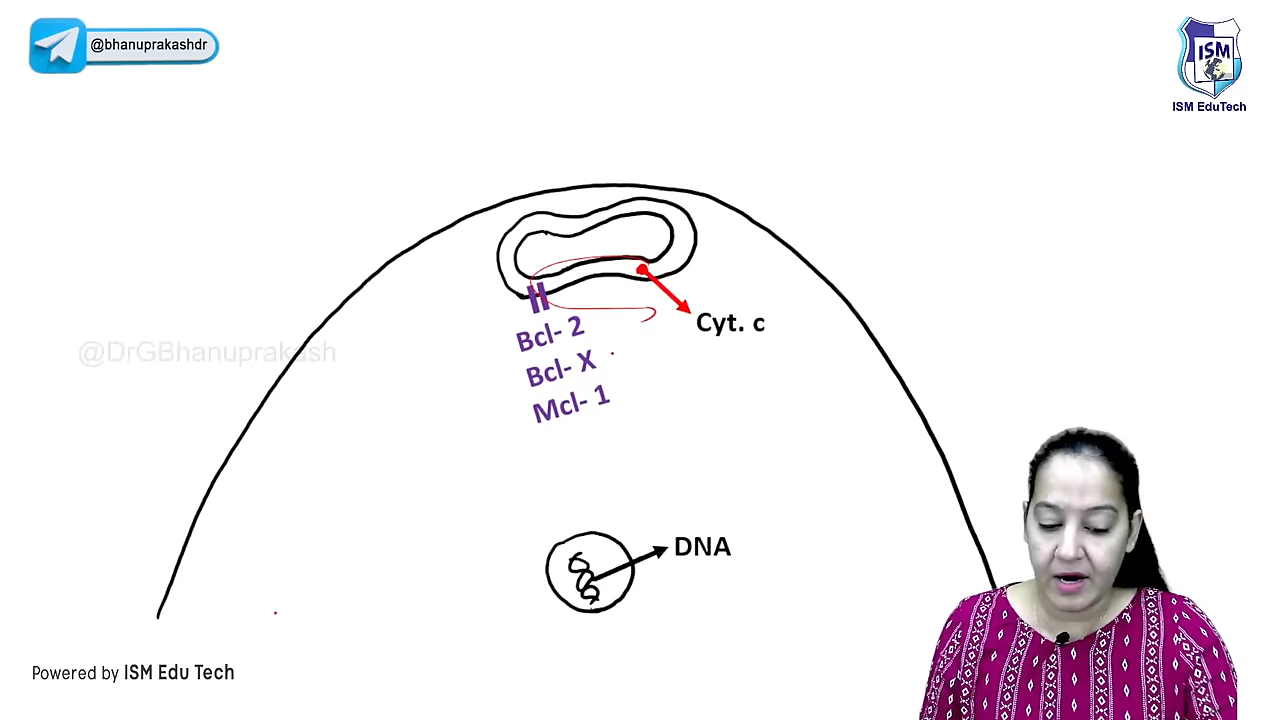 @bhanuprakashdr
ISM
ISM EduTech
Cyt. c
Bcl- 2
@DrGBhanuprakash
Bcl- X
Mcl- 1
DNA
Powered by ISM Edu Tech